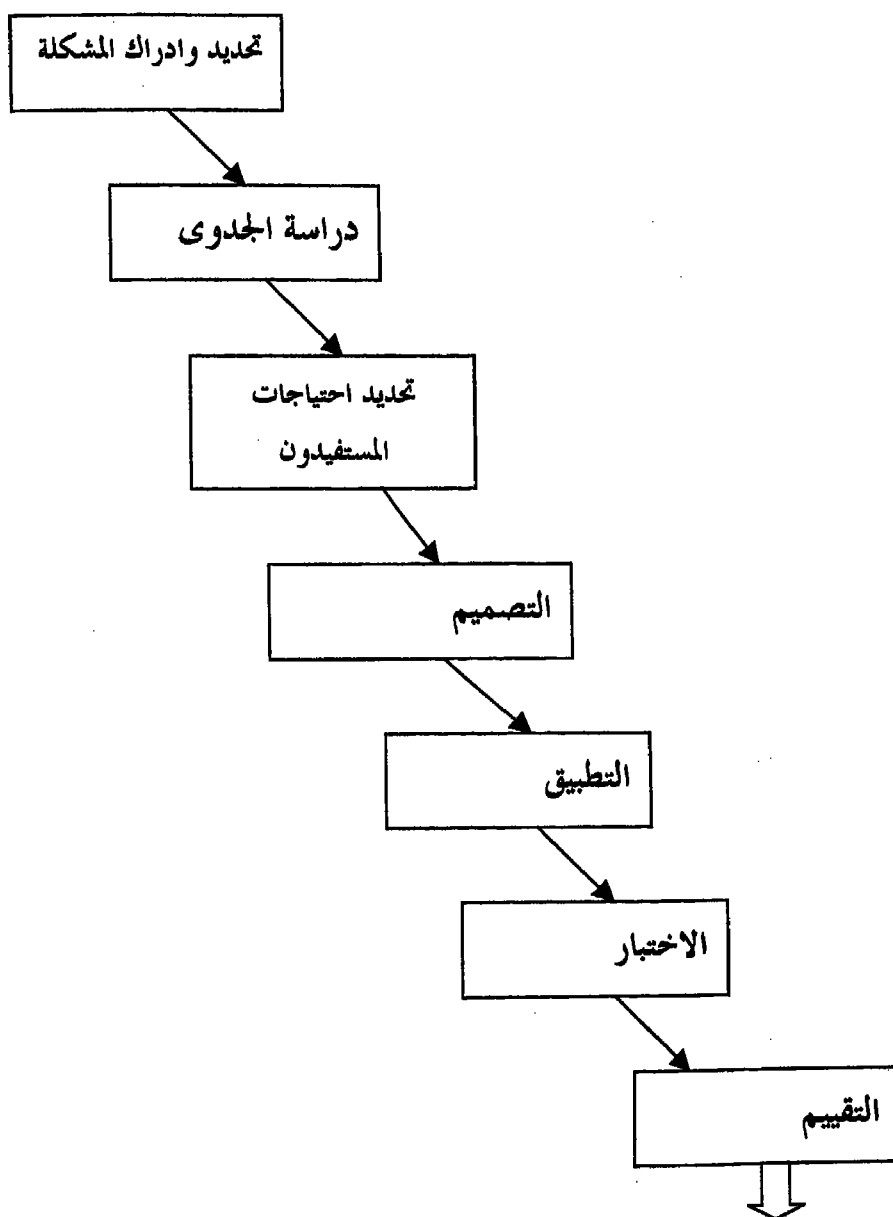 تحديد وادراك المشكلة
دراسة الجدوى
تحديد احتياجات
المستفيدون
التصميم
التطبيق
الاختبار
التقييم